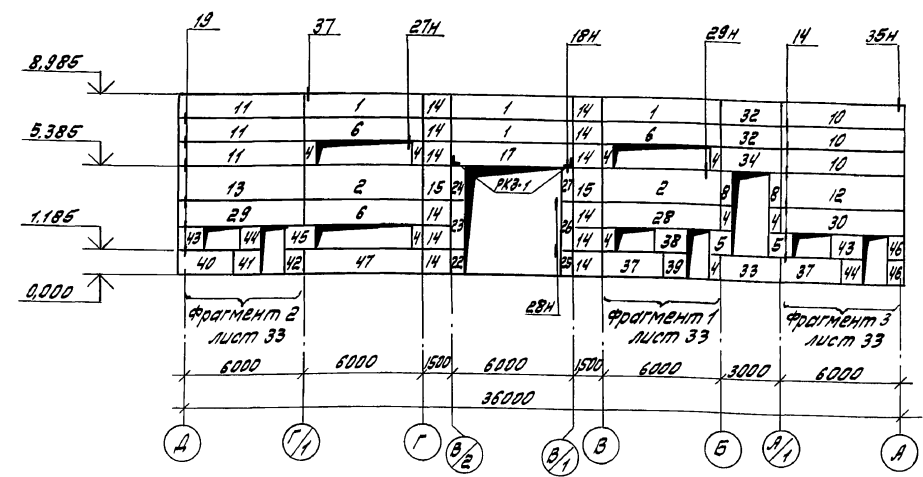 19 37 27н 18н 29н 14 35н
8,985
11 1 14 1 14 1 32 10
11 6 14 1 14 6 32 10
5.385
11 4 4 14 17 14 4 4 34 10
РКД-1
13 2 15 24 27 15 2 8 8 12
29 6 14 23 26 14 28 4 4 30
1.185
43 44 45 4 4 14 14 4 38 5 5 4 43 46
40 41 42 47 14 22 25 14 37 39 4 33 37 44 46
0,000
28н
фрагмент 2
лист 33
фрагмент 1
лист 33
фрагмент 3
лист 33
6000 6000 1500 6000 1500 6000 3000 6000
36000
Д Г/1 Г В/2 В/1 В Б А/1 А